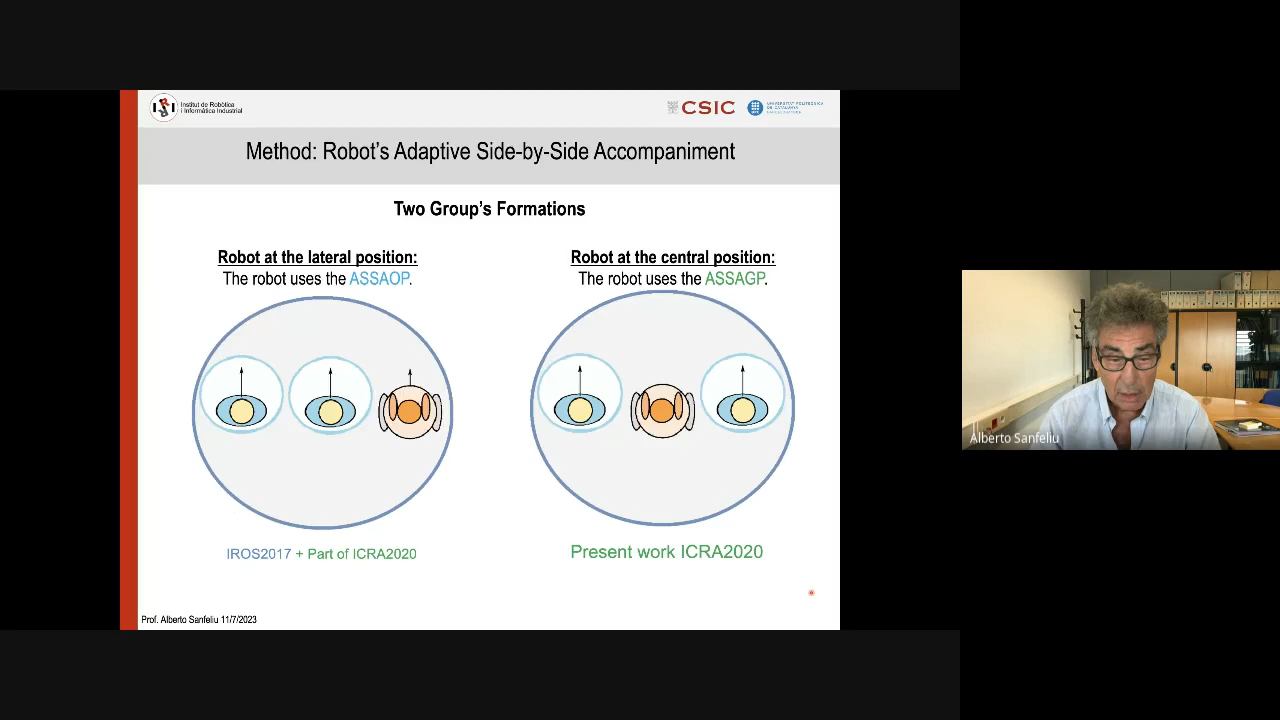 Institut de Robòtica
i Informàtica Industrial
CSIC
UNIVERSITAT POLITÈCNICA
DE CATALUNYA
BARCELONATECH
Method: Robot's Adaptive Side-by-Side Accompaniment
Two Group's Formations
Robot at the lateral position:
The robot uses the ASSAOP.
Robot at the central position:
The robot uses the ASSAGP.
IROS2017 + Part of ICRA2020
Present work ICRA2020
Prof. Alberto Sanfeliu 11/7/2023
Alberto Sanfeliu